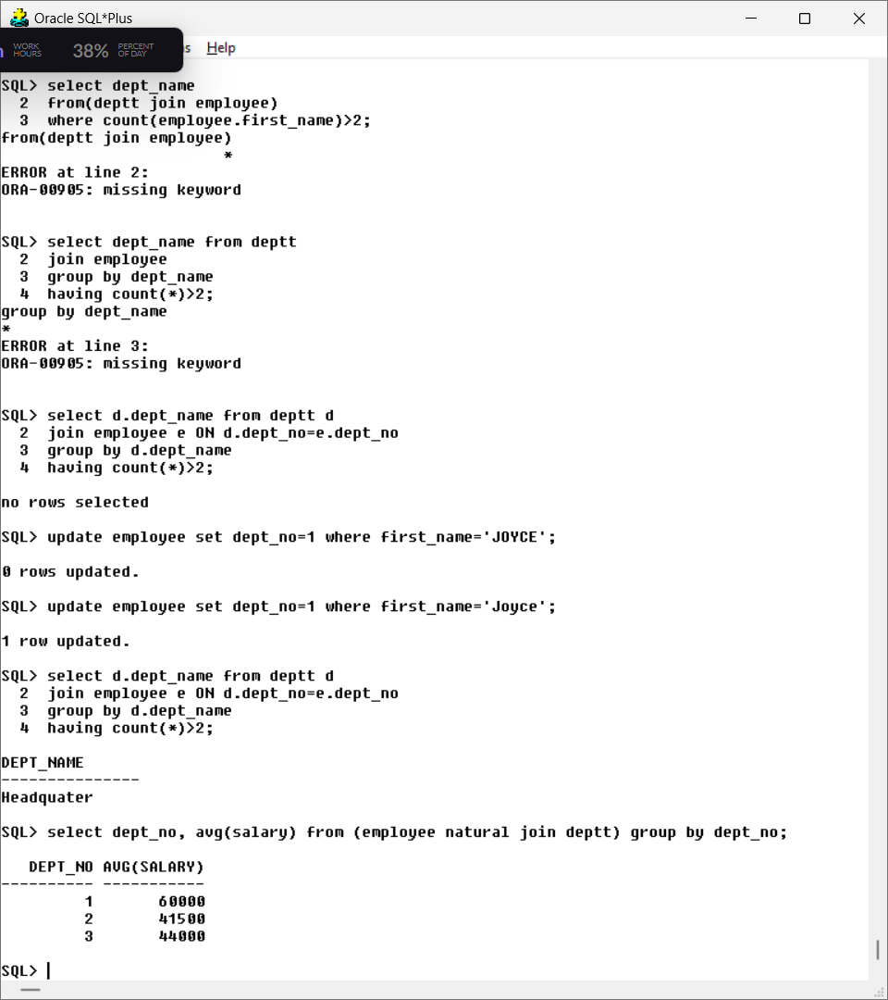 Oracle SQL*Plus
WORK HOURS 38% PERCENT OF DAY Help
SQL> select dept_name
  2  from(deptt join employee)
  3  where count(employee.first_name)>2;
from(deptt join employee)
                        *
ERROR at line 2:
ORA-00905: missing keyword
SQL> select dept_name from deptt
  2  join employee
  3  group by dept_name
  4  having count(*)>2;
group by dept_name
*
ERROR at line 3:
ORA-00905: missing keyword
SQL> select d.dept_name from deptt d
  2  join employee e ON d.dept_no=e.dept_no
  3  group by d.dept_name
  4  having count(*)>2;
no rows selected
SQL> update employee set dept_no=1 where first_name='JOYCE';
0 rows updated.
SQL> update employee set dept_no=1 where first_name='Joyce';
1 row updated.
SQL> select d.dept_name from deptt d
  2  join employee e ON d.dept_no=e.dept_no
  3  group by d.dept_name
  4  having count(*)>2;
DEPT_NAME
---------------
Headquater
SQL> select dept_no, avg(salary) from (employee natural join deptt) group by dept_no;
   DEPT_NO AVG(SALARY)
---------- -----------
         1       60000
         2       41500
         3       44000
SQL>